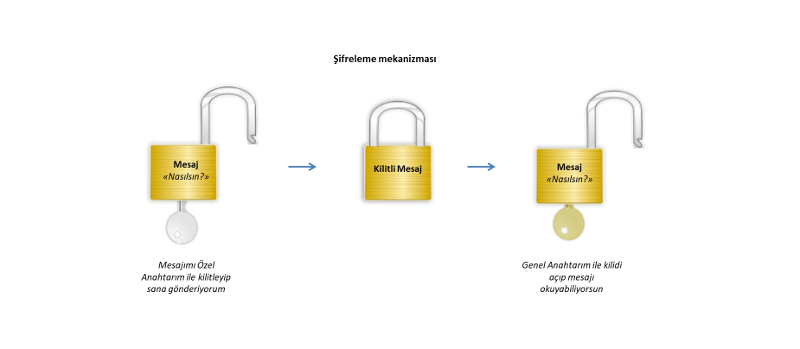 Şifreleme mekanizması
Mesaj
«Nasılsın?»
Kilitli Mesaj
Mesaj
«Nasılsın?»
Mesajımı Özel
Anahtarım ile kilitleyip
sana gönderiyorum
Genel Anahtarım ile kilidi
açıp mesajı
okuyabiliyorsun